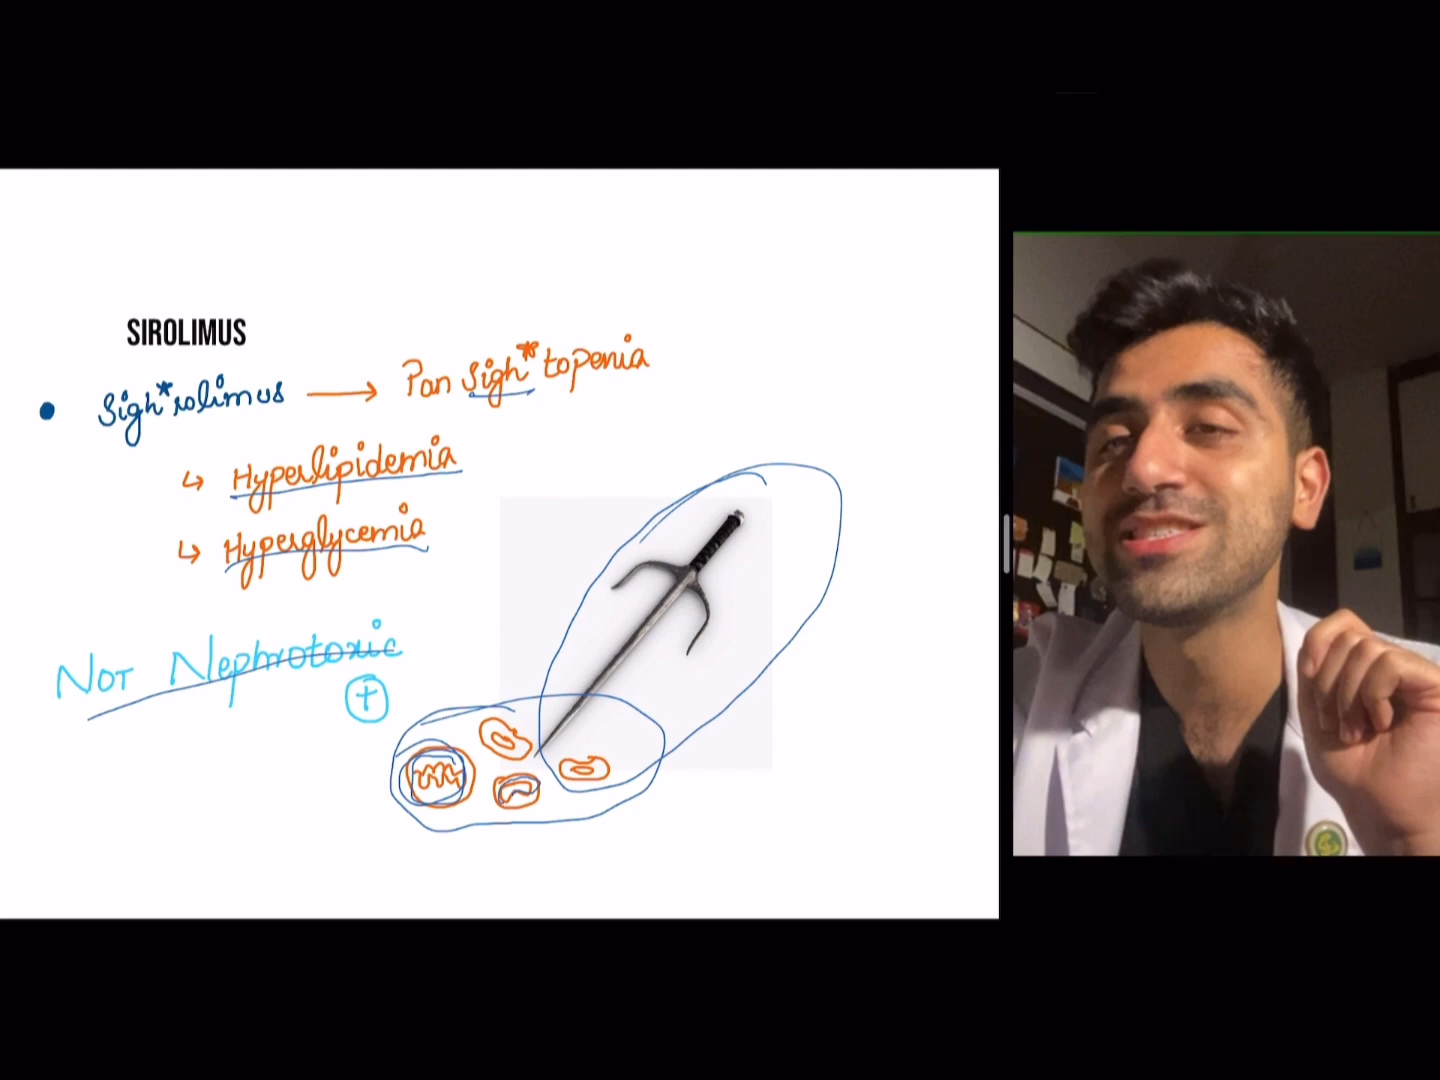 SIROLIMUS
• Sigh*rolimus → Pan Sigh* topenia
↳ Hyperlipidemia
↳ Hyperglycemia
NOT Nephrotoxic
+